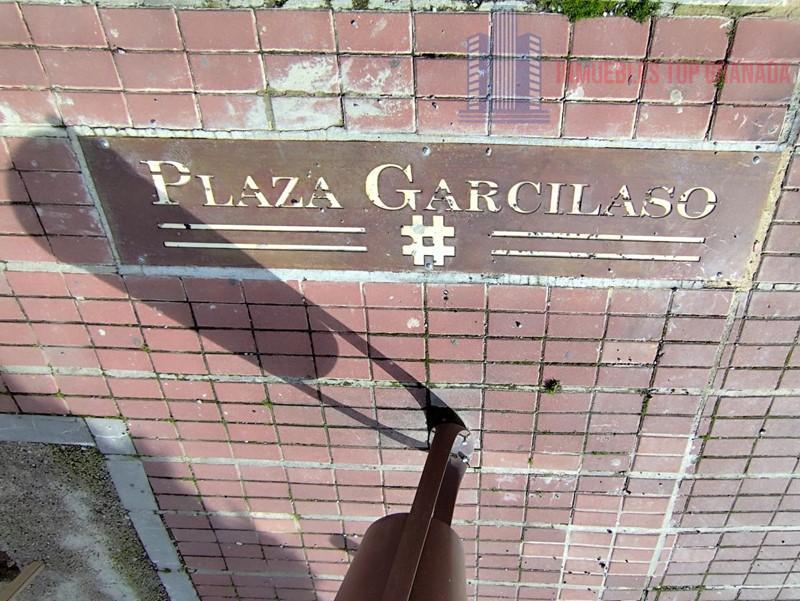 INMUEBLES TOP GRANADA
PLAZA GARCILASO